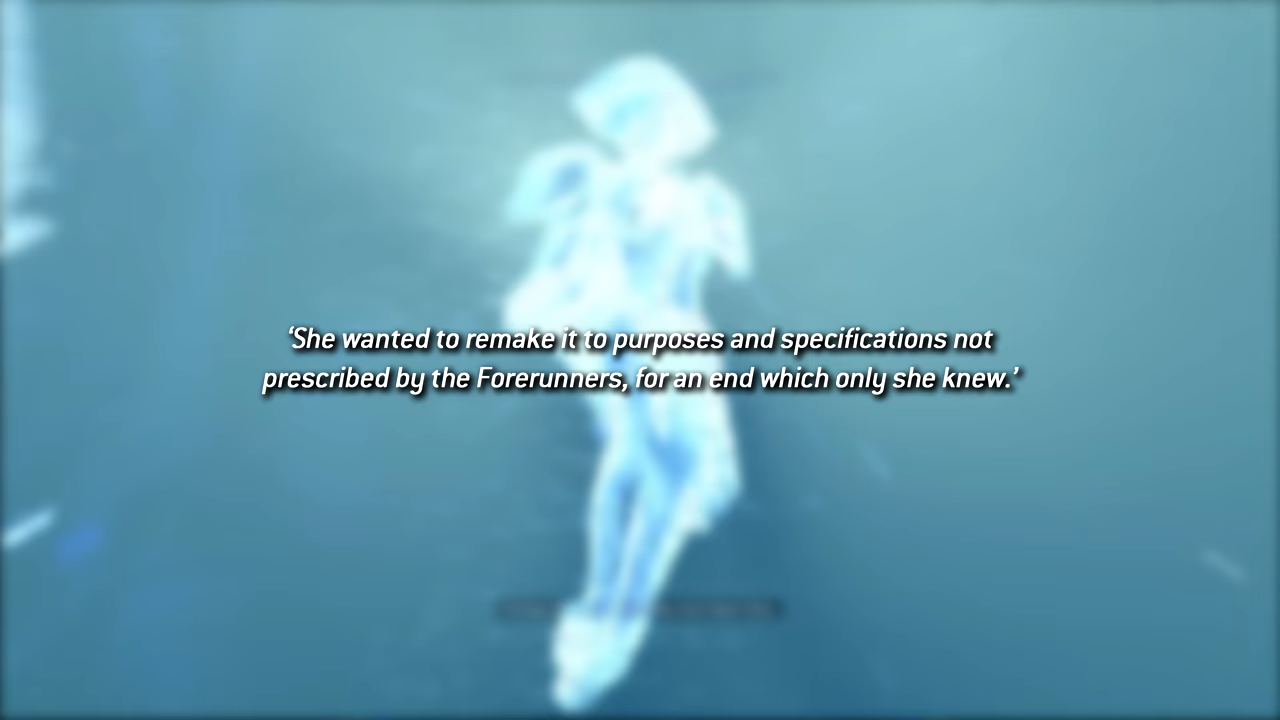 ‘She wanted to remake it to purposes and specifications not
prescribed by the Forerunners, for an end which only she knew.’